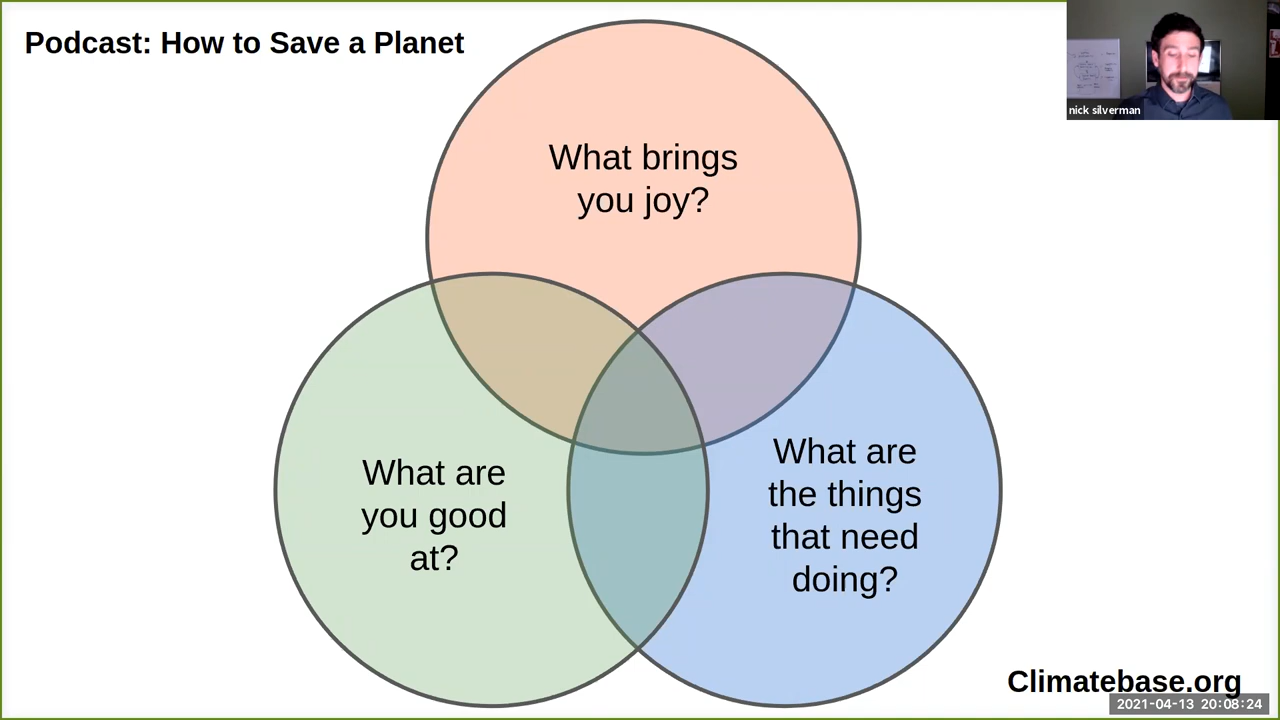 Podcast: How to Save a Planet
nick silverman
What brings
you joy?
What are
you good
at?
What are
the things
that need
doing?
Climatebase.org
2021-04-13 20:08:24